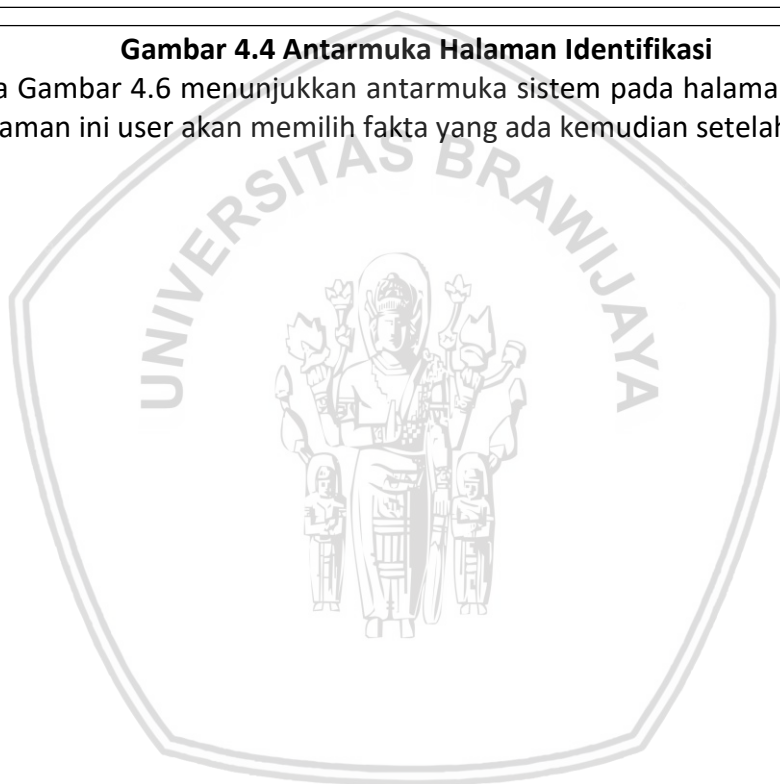 Gambar 4.4 Antarmuka Halaman Identifikasi
a Gambar 4.6 menunjukkan antarmuka sistem pada halama
aman ini user akan memilih fakta yang ada kemudian setelah
UNIVERSITAS BRAWIJAYA